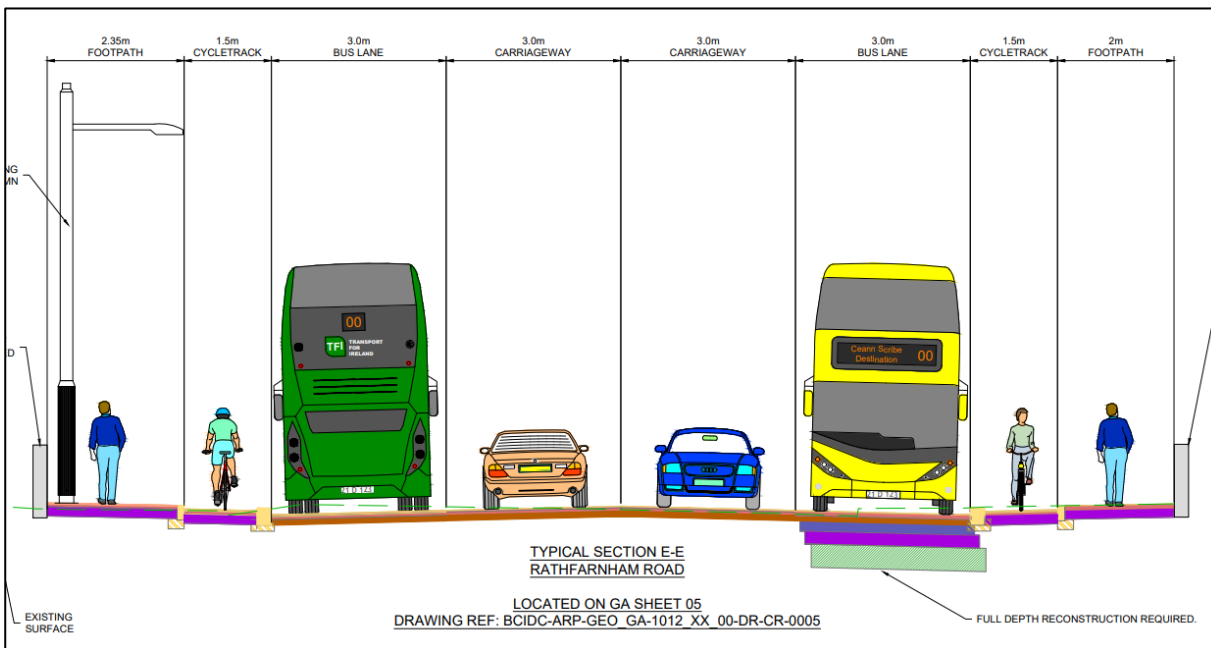 2.35m
FOOTPATH
1.5m
CYCLETRACK
3.0m
BUS LANE
3.0m
CARRIAGEWAY
3.0m
CARRIAGEWAY
3.0m
BUS LANE
1.5m
CYCLETRACK
2m
FOOTPATH
00
TFI
TRANSPORT
FOR
IRELAND
Ceann Scribe
Destination
00
TYPICAL SECTION E-E
RATHFARNHAM ROAD
LOCATED ON GA SHEET 05
DRAWING REF: BCIDC-ARP-GEO_GA-1012_XX_00-DR-CR-0005
EXISTING
SURFACE
FULL DEPTH RECONSTRUCTION REQUIRED.